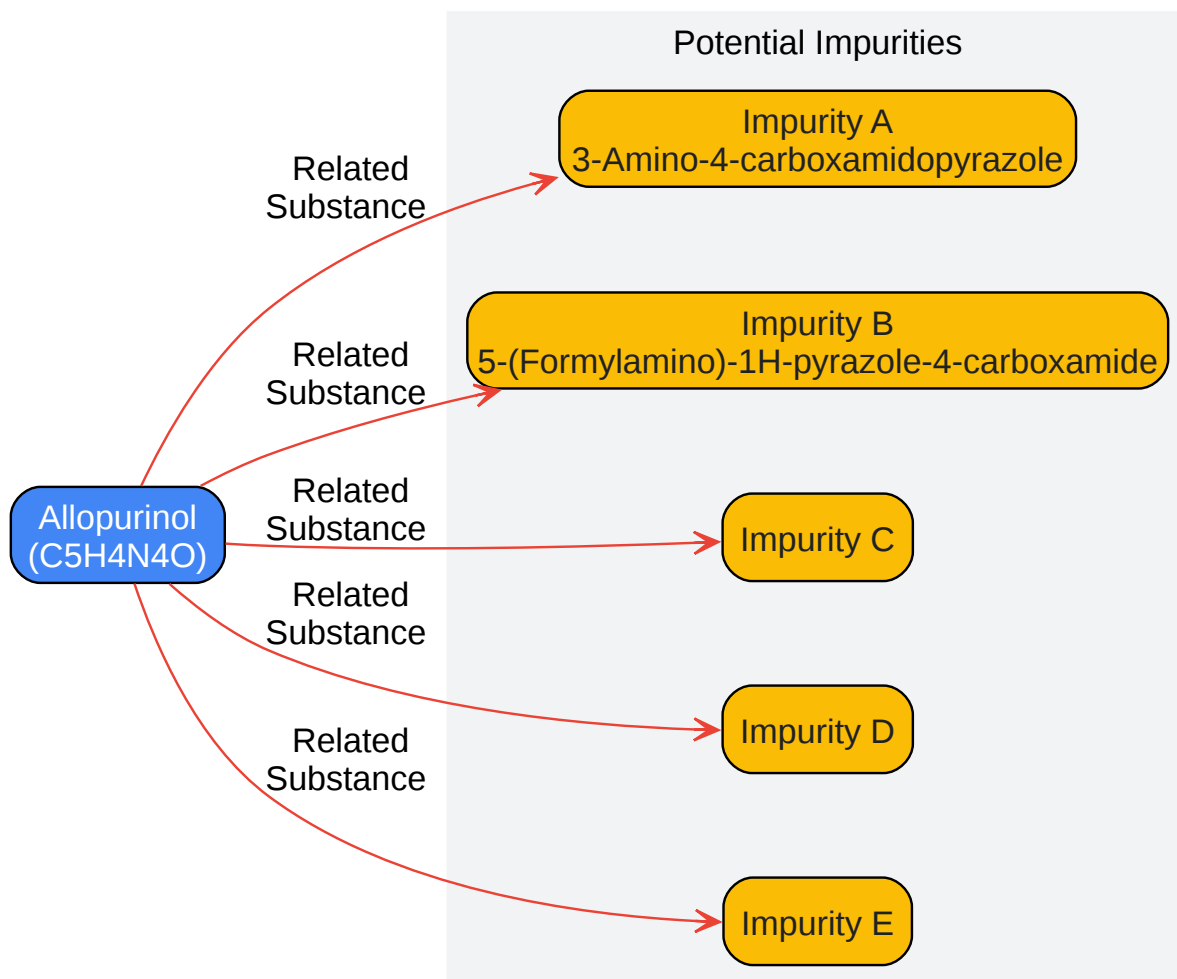 Potential Impurities
Impurity A
3-Amino-4-carboxamidopyrazole
Related
Substance
Impurity B
5-(Formylamino)-1H-pyrazole-4-carboxamide
Related
Substance
Allopurinol
(C5H4N4O)
Related
Substance
Impurity C
Related
Substance
Impurity D
Related
Substance
Impurity E